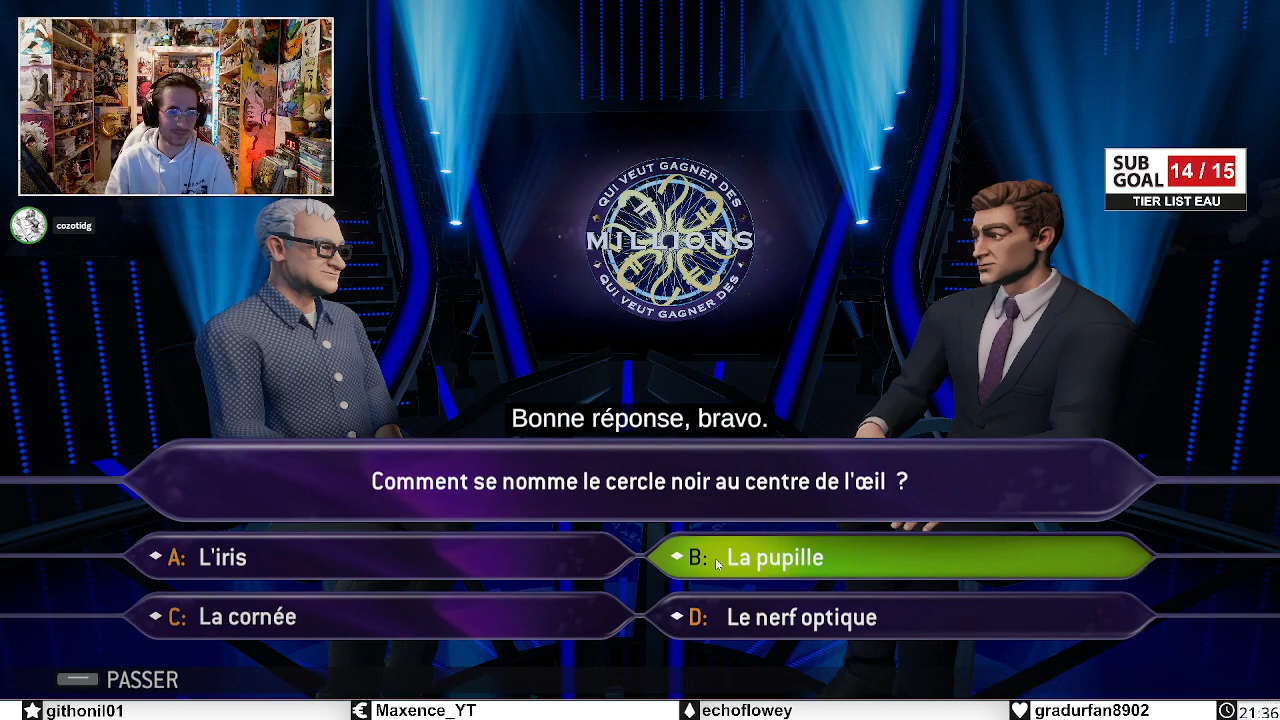 SUB GOAL 14 / 15
TIER LIST EAU
cozotidg
QUI VEUT GAGNER DES
MILLIONS
QUI VEUT GAGNER DES
Bonne réponse, bravo.
Comment se nomme le cercle noir au centre de l'œil ?
A: L'iris
B: La pupille
C: La cornée
D: Le nerf optique
PASSER
githonil01
Maxence_YT
echoflowey
gradurfan8902
21:36